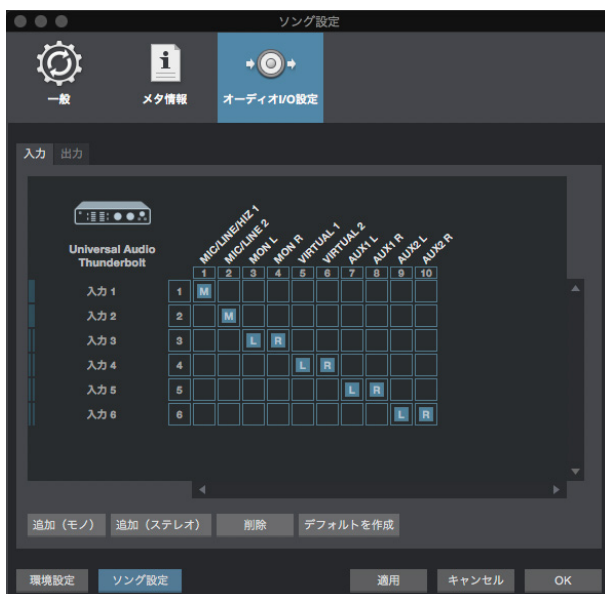 ソング設定
一般
メタ情報
オーディオI/O設定
入力 出力
Universal Audio
Thunderbolt
MIC/LINE/HIZ 1 MIC/LINE 2 MON L MON R VIRTUAL 1 VIRTUAL 2 AUX1 L AUX1 R AUX2 L AUX2 R
1 2 3 4 5 6 7 8 9 10
入力 1 1 M
入力 2 2 M
入力 3 3 L R
入力 4 4 L R
入力 5 5 L R
入力 6 6 L R
追加（モノ） 追加（ステレオ） 削除 デフォルトを作成
環境設定 ソング設定 適用 キャンセル OK